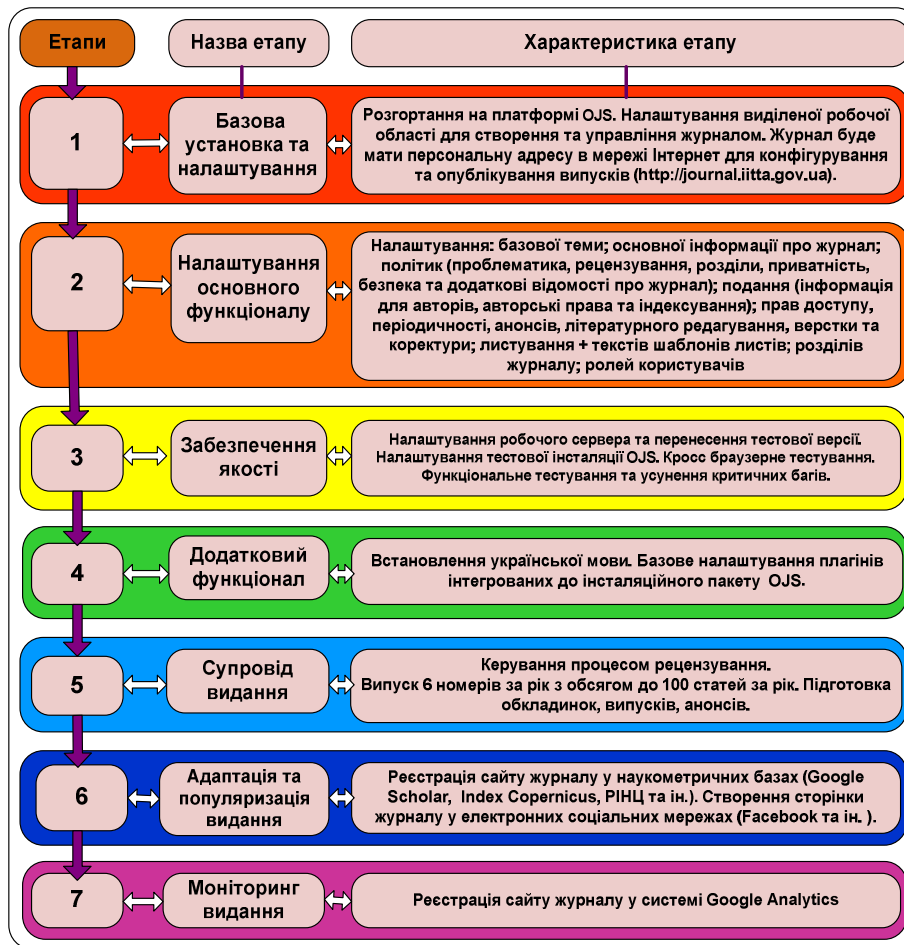 Етапи
Назва етапу
Характеристика етапу
1
Базова
установка та
налаштування
Розгортання на платформі OJS. Налаштування виділеної робочої
області для створення та управління журналом. Журнал буде
мати персональну адресу в мережі Інтернет для конфігурування
та опублікування випусків (http://journal.iitta.gov.ua).
2
Налаштування
основного
функціоналу
Налаштування: базової теми; основної інформації про журнал;
політик (проблематика, рецензування, розділи, приватність,
безпека та додаткові відомості про журнал); подання (інформація
для авторів, авторські права та індексування); прав доступу,
періодичності, анонсів, літературного редагування, верстки та
коректури; листування + текстів шаблонів листів; розділів
журналу; ролей користувачів
3
Забезпечення
якості
Налаштування робочого сервера та перенесення тестової версії.
Налаштування тестової інсталяції OJS. Кросс браузерне тестування.
Функціональне тестування та усунення критичних багів.
4
Додатковий
функціонал
Встановлення української мови. Базове налаштування плагінів
інтегрованих до інсталяційного пакету OJS.
5
Супровід
видання
Керування процесом рецензування.
Випуск 6 номерів за рік з обсягом до 100 статей за рік. Підготовка
обкладинок, випусків, анонсів.
6
Адаптація та
популяризація
видання
Реєстрація сайту журналу у наукометричних базах (Google
Scholar, Index Copernicus, РІНЦ та ін.). Створення сторінки
журналу у електронних соціальних мережах (Facebook та ін. ).
7
Моніторинг
видання
Реєстрація сайту журналу у системі Google Analytics